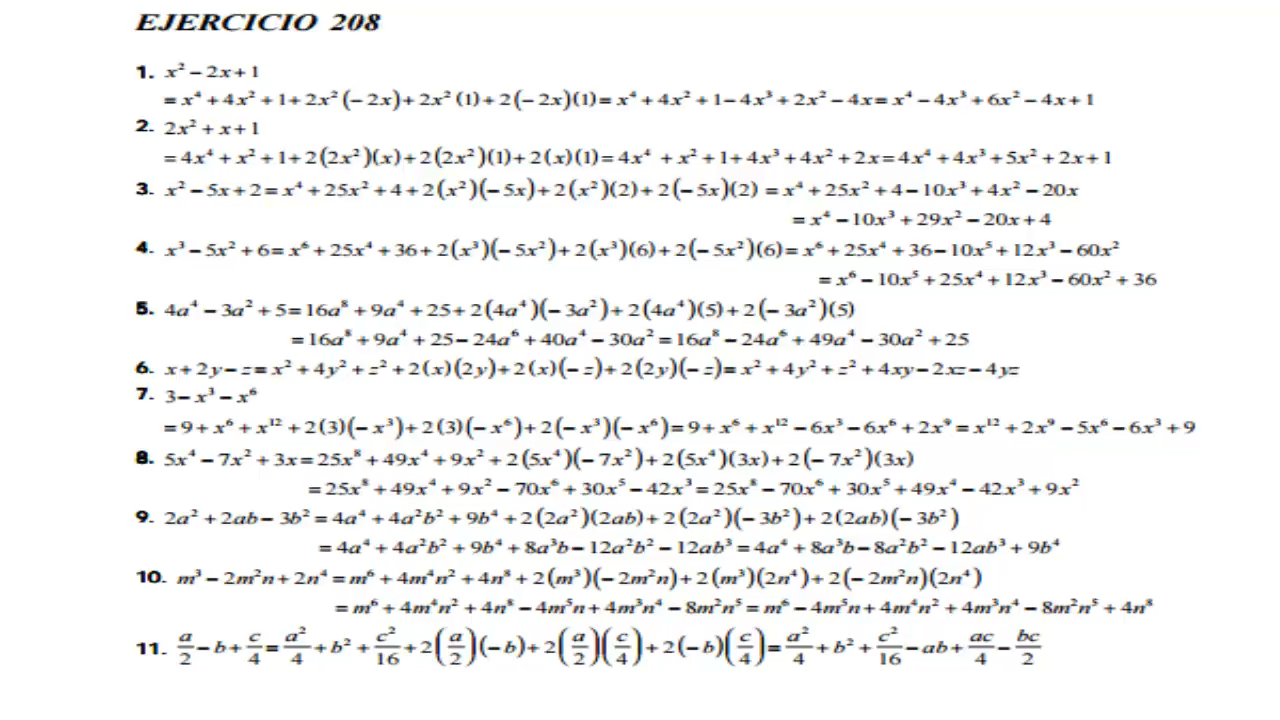 EJERCICIO 208
1. x² – 2x + 1
= x⁴ + 4x² + 1 + 2x² (– 2x) + 2x² (1) + 2(– 2x)(1) = x⁴ + 4x² + 1 – 4x³ + 2x² – 4x = x⁴ – 4x³ + 6x² – 4x + 1
2. 2x² + x + 1
= 4x⁴ + x² + 1 + 2(2x²)(x) + 2(2x²)(1) + 2(x)(1) = 4x⁴ + x² + 1 + 4x³ + 4x² + 2x = 4x⁴ + 4x³ + 5x² + 2x + 1
3. x² – 5x + 2 = x⁴ + 25x² + 4 + 2(x²)(– 5x) + 2(x²)(2) + 2(– 5x)(2) = x⁴ + 25x² + 4 – 10x³ + 4x² – 20x
= x⁴ – 10x³ + 29x² – 20x + 4
4. x³ – 5x² + 6 = x⁶ + 25x⁴ + 36 + 2(x³)(– 5x²) + 2(x³)(6) + 2(– 5x²)(6) = x⁶ + 25x⁴ + 36 – 10x⁵ + 12x³ – 60x²
= x⁶ – 10x⁵ + 25x⁴ + 12x³ – 60x² + 36
5. 4a⁴ – 3a² + 5 = 16a⁸ + 9a⁴ + 25 + 2(4a⁴)(– 3a²) + 2(4a⁴)(5) + 2(– 3a²)(5)
= 16a⁸ + 9a⁴ + 25 – 24a⁶ + 40a⁴ – 30a² = 16a⁸ – 24a⁶ + 49a⁴ – 30a² + 25
6. x + 2y – z = x² + 4y² + z² + 2(x)(2y) + 2(x)(– z) + 2(2y)(– z) = x² + 4y² + z² + 4xy – 2xz – 4yz
7. 3 – x³ – x⁶
= 9 + x⁶ + x¹² + 2(3)(– x³) + 2(3)(– x⁶) + 2(– x³)(– x⁶) = 9 + x⁶ + x¹² – 6x³ – 6x⁶ + 2x⁹ = x¹² + 2x⁹ – 5x⁶ – 6x³ + 9
8. 5x⁴ – 7x² + 3x = 25x⁸ + 49x⁴ + 9x² + 2(5x⁴)(– 7x²) + 2(5x⁴)(3x) + 2(– 7x²)(3x)
= 25x⁸ + 49x⁴ + 9x² – 70x⁶ + 30x⁵ – 42x³ = 25x⁸ – 70x⁶ + 30x⁵ + 49x⁴ – 42x³ + 9x²
9. 2a² + 2ab – 3b² = 4a⁴ + 4a²b² + 9b⁴ + 2(2a²)(2ab) + 2(2a²)(– 3b²) + 2(2ab)(– 3b²)
= 4a⁴ + 4a²b² + 9b⁴ + 8a³b – 12a²b² – 12ab³ = 4a⁴ + 8a³b – 8a²b² – 12ab³ + 9b⁴
10. m³ – 2m²n + 2n⁴ = m⁶ + 4m⁴n² + 4n⁸ + 2(m³)(– 2m²n) + 2(m³)(2n⁴) + 2(– 2m²n)(2n⁴)
= m⁶ + 4m⁴n² + 4n⁸ – 4m⁵n + 4m³n⁴ – 8m²n⁵ = m⁶ – 4m⁵n + 4m⁴n² + 4m³n⁴ – 8m²n⁵ + 4n⁸
11. a/2 – b + c/4 = a²/4 + b² + c²/16 + 2(a/2)(– b) + 2(a/2)(c/4) + 2(– b)(c/4) = a²/4 + b² + c²/16 – ab + ac/4 – bc/2